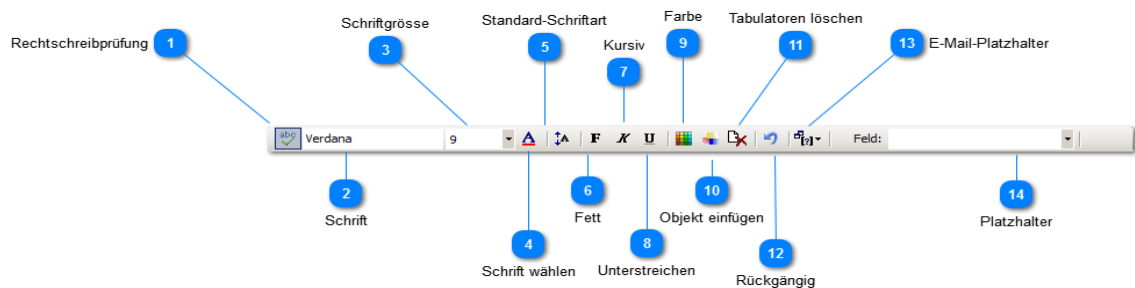 Rechtschreibprüfung 1
Schriftgrösse
3
Standard-Schriftart
5
Kursiv
7
Farbe
9
Tabulatoren löschen
11
13 E-Mail-Platzhalter
abc Verdana 9 A A F K U [?] Feld:
2
Schrift
4
Schrift wählen
6
Fett
8
Unterstreichen
10
Objekt einfügen
12
Rückgängig
14
Platzhalter